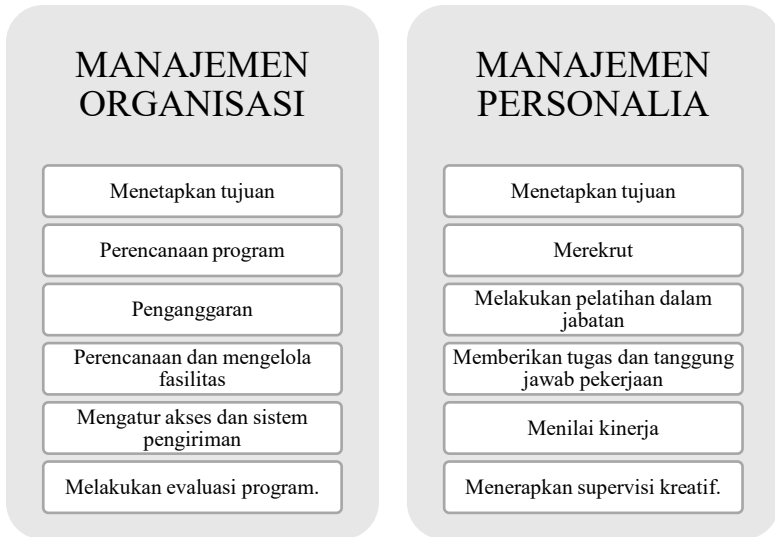 MANAJEMEN
ORGANISASI
Menetapkan tujuan
Perencanaan program
Penganggaran
Perencanaan dan mengelola
fasilitas
Mengatur akses dan sistem
pengiriman
Melakukan evaluasi program.
MANAJEMEN
PERSONALIA
Menetapkan tujuan
Merekrut
Melakukan pelatihan dalam
jabatan
Memberikan tugas dan tanggung
jawab pekerjaan
Menilai kinerja
Menerapkan supervisi kreatif.